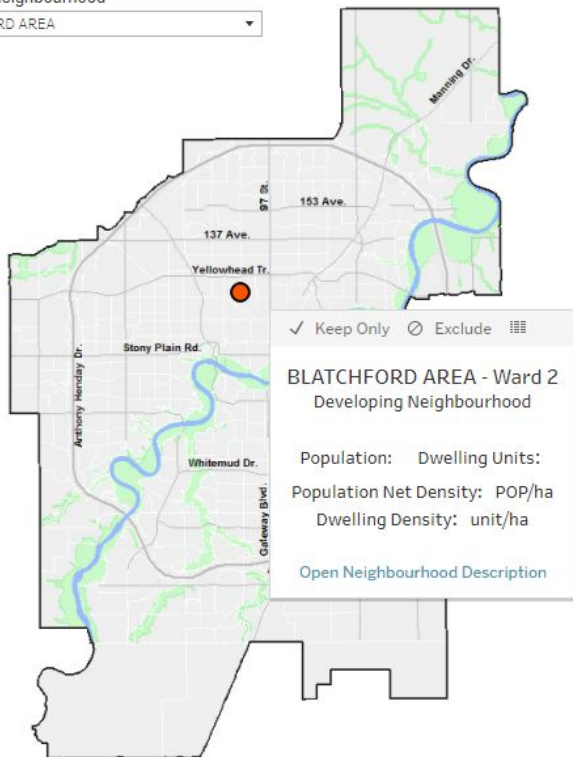 RD AREA
Manning Dr.
97 St.
153 Ave.
137 Ave.
Yellowhead Tr.
Keep Only Exclude
Stony Plain Rd.
Anthony Henday Dr.
BLATCHFORD AREA - Ward 2
Developing Neighbourhood
Population: Dwelling Units:
Whitemud Dr.
Population Net Density: POP/ha
Dwelling Density: unit/ha
Gateway Blvd.
Open Neighbourhood Description